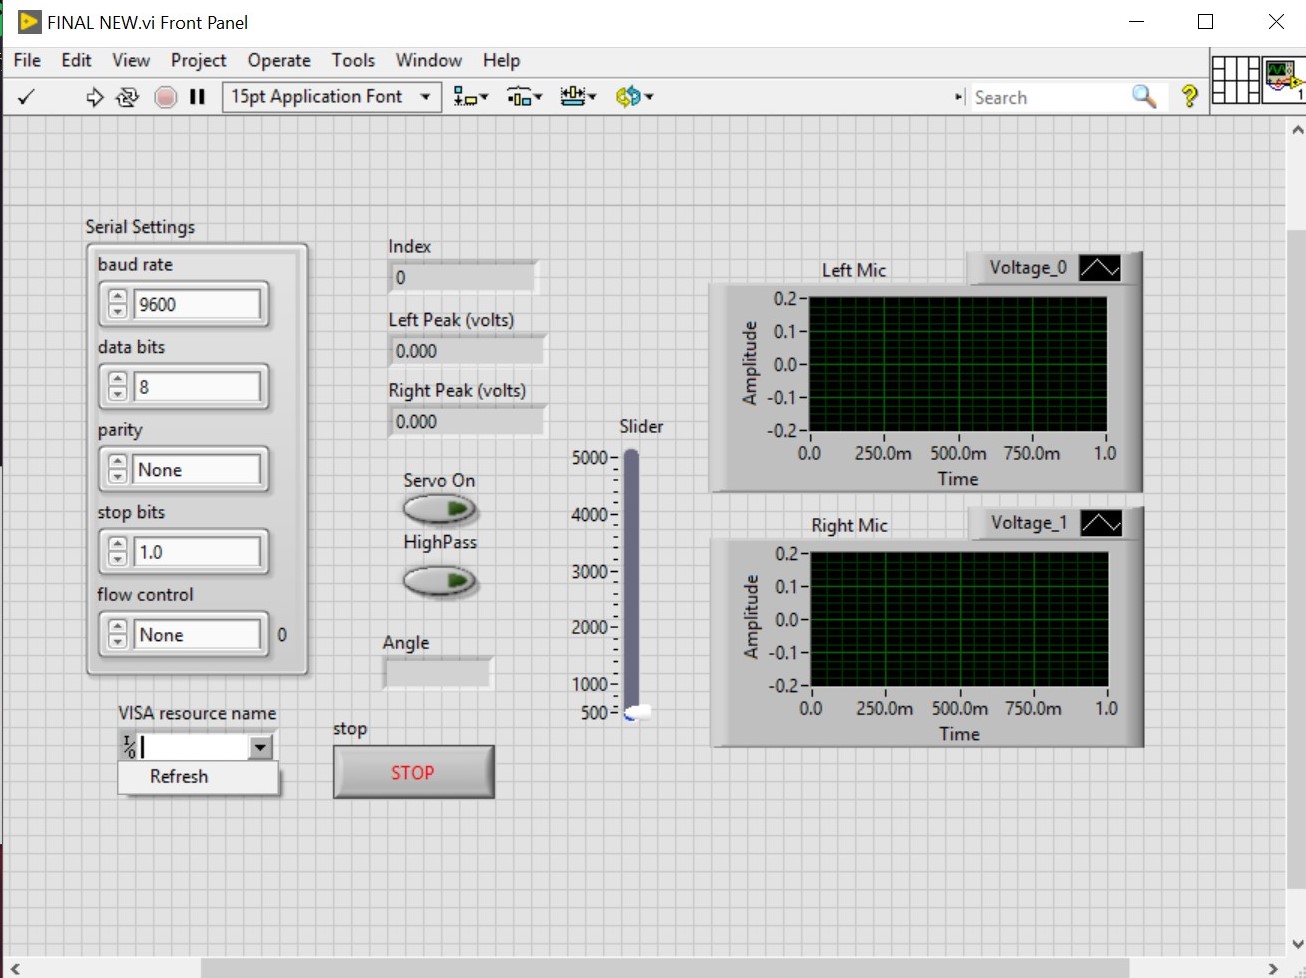 FINAL NEW.vi Front Panel
File Edit View Project Operate Tools Window Help
15pt Application Font
Search
?
1
Serial Settings
baud rate
9600
data bits
8
parity
None
stop bits
1.0
flow control
None
0
VISA resource name
I/0
Refresh
Index
0
Left Peak (volts)
0.000
Right Peak (volts)
0.000
Servo On
HighPass
Angle
stop
STOP
Slider
5000
4000
3000
2000
1000
500
Left Mic
Voltage_0
Amplitude
0.2
0.1
0.0
-0.1
-0.2
0.0 250.0m 500.0m 750.0m 1.0
Time
Right Mic
Voltage_1
Amplitude
0.2
0.1
0.0
-0.1
-0.2
0.0 250.0m 500.0m 750.0m 1.0
Time